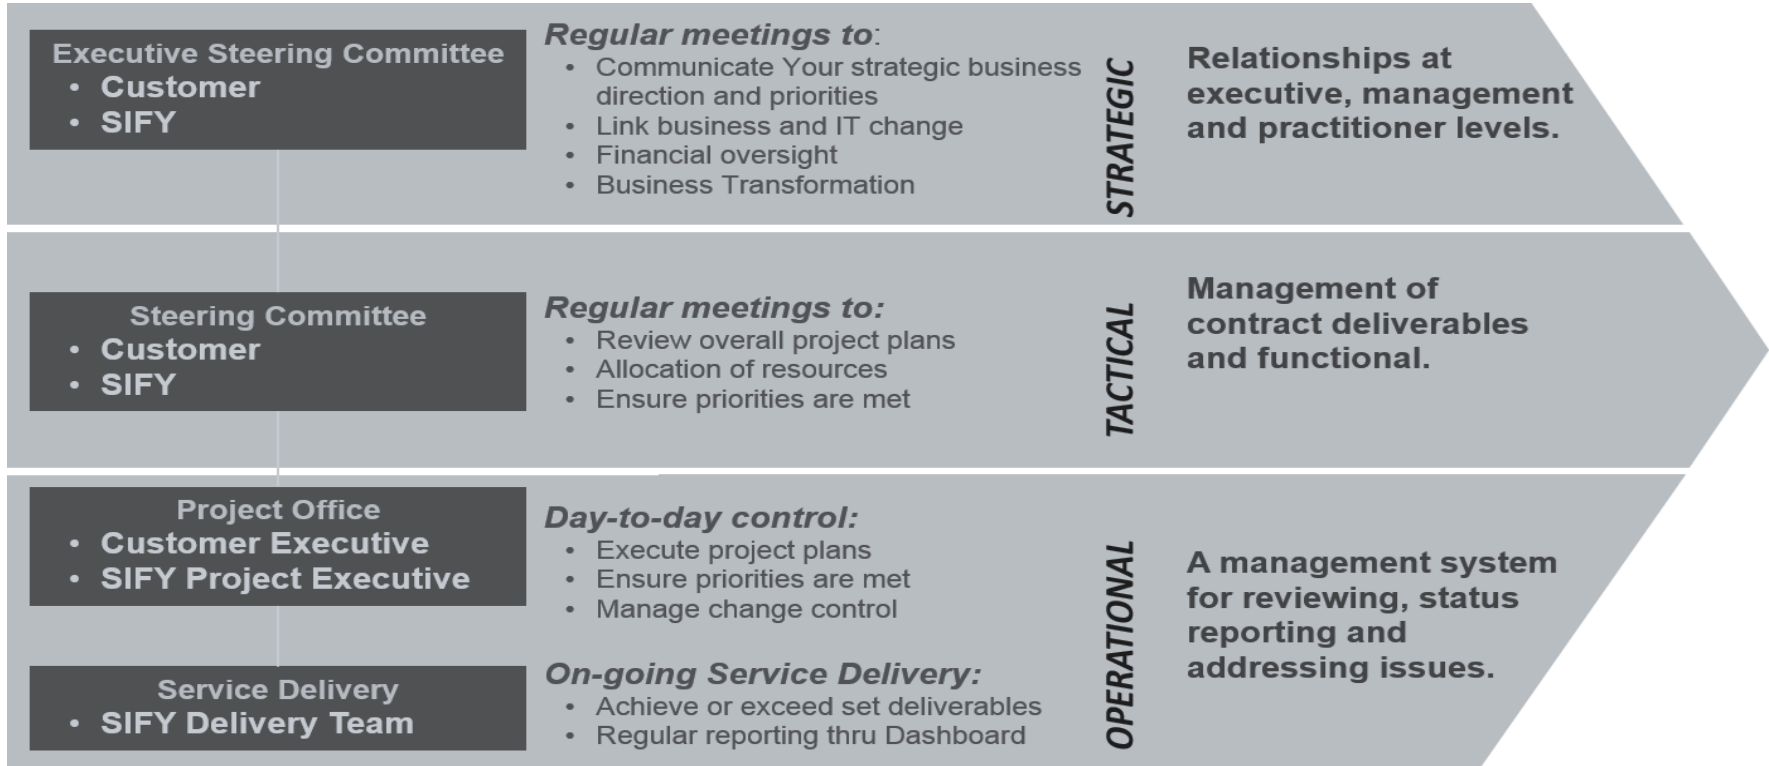 Executive Steering Committee
• Customer
• SIFY
Regular meetings to:
• Communicate Your strategic business
direction and priorities
• Link business and IT change
• Financial oversight
• Business Transformation
STRATEGIC
Relationships at
executive, management
and practitioner levels.
Steering Committee
• Customer
• SIFY
Regular meetings to:
• Review overall project plans
• Allocation of resources
• Ensure priorities are met
TACTICAL
Management of
contract deliverables
and functional.
Project Office
• Customer Executive
• SIFY Project Executive
Day-to-day control:
• Execute project plans
• Ensure priorities are met
• Manage change control
Service Delivery
• SIFY Delivery Team
On-going Service Delivery:
• Achieve or exceed set deliverables
• Regular reporting thru Dashboard
OPERATIONAL
A management system
for reviewing, status
reporting and
addressing issues.